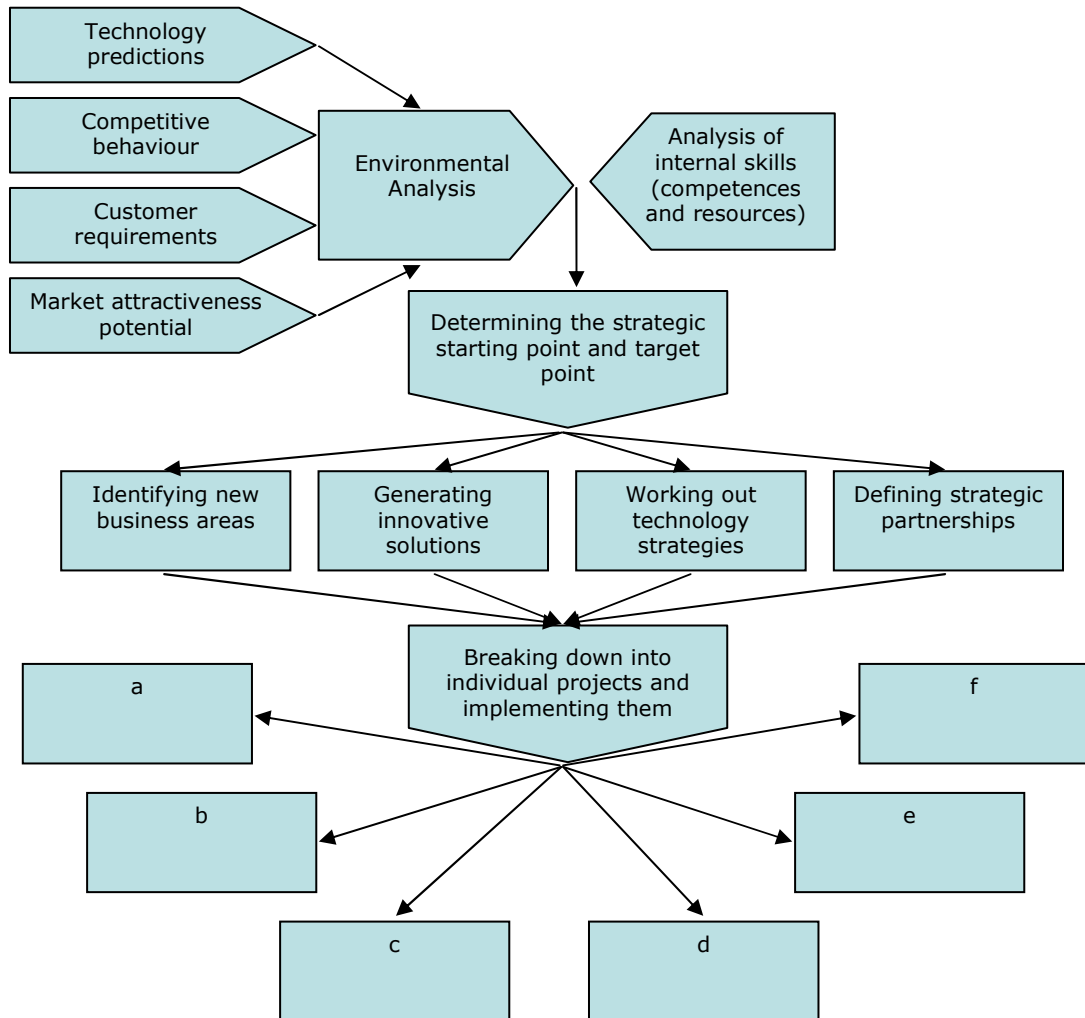 Technology
predictions
Competitive
behaviour
Customer
requirements
Market attractiveness
potential
Environmental
Analysis
Analysis of
internal skills
(competences
and resources)
Determining the strategic
starting point and target
point
Identifying new
business areas
Generating
innovative
solutions
Working out
technology
strategies
Defining strategic
partnerships
Breaking down into
individual projects and
implementing them
a
b
c
d
e
f